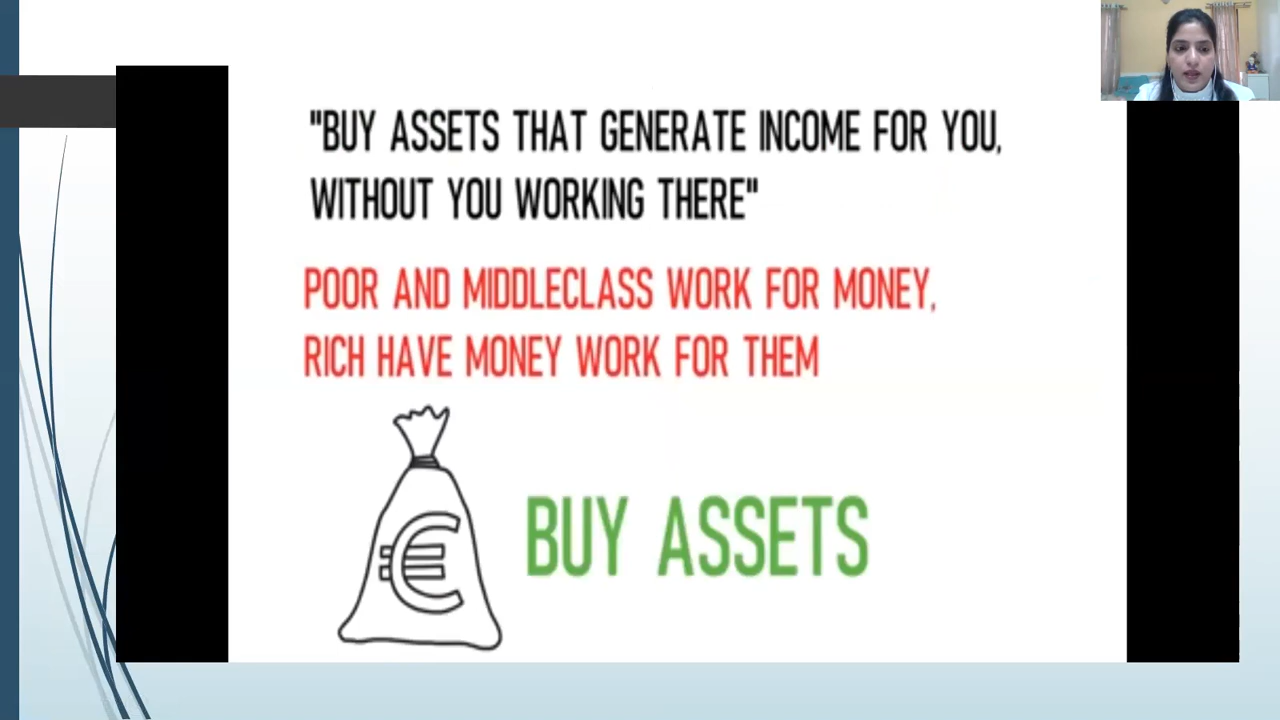 "BUY ASSETS THAT GENERATE INCOME FOR YOU,
WITHOUT YOU WORKING THERE"
POOR AND MIDDLECLASS WORK FOR MONEY,
RICH HAVE MONEY WORK FOR THEM
€
BUY ASSETS